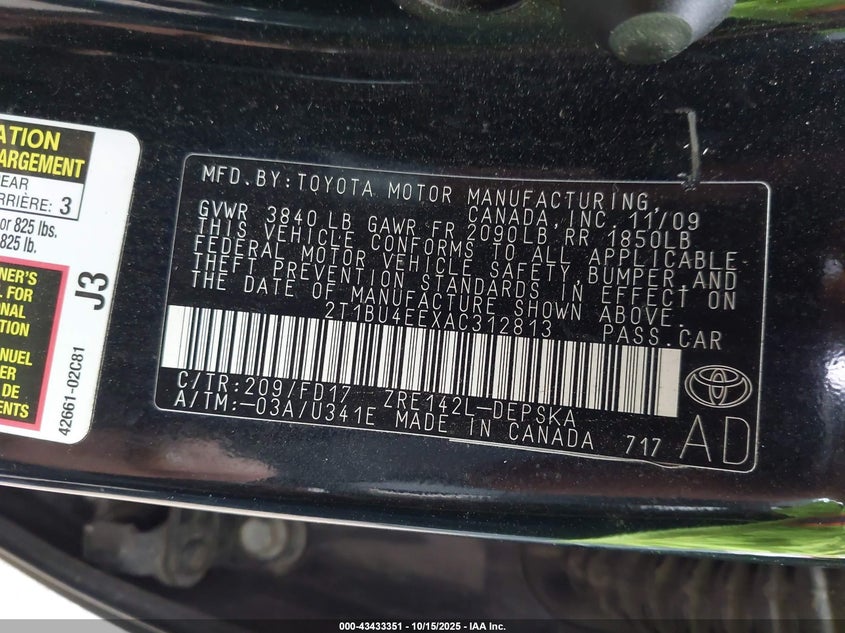 ATION
ARGEMENT
EAR
RRIÈRE: 3
or 825 lbs.
825 lb.
NER'S
L FOR
ONAL
TION
NUEL
ER
DE
MENTS
J3
42661-02C81
MFD.BY:TOYOTA MOTOR MANUFACTURING,
CANADA,INC. 11/09
GVWR 3840 LB GAWR FR 2090LB RR 1850LB
THIS VEHICLE CONFORMS TO ALL APPLICABLE
FEDERAL MOTOR VEHICLE SAFETY, BUMPER,AND
THEFT PREVENTION STANDARDS IN EFFECT ON
THE DATE OF MANUFACTURE SHOWN ABOVE.
2T1BU4EEXAC312813 PASS.CAR
C/TR:209/FD17 ZRE142L-DEPSKA
A/TM:-03A/U341E MADE IN CANADA 717
AD
000-43433351 - 10/15/2025 - IAA Inc.